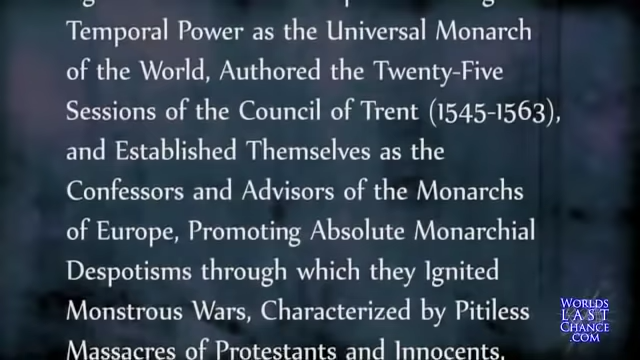 Temporal Power as the Universal Monarch
of the World, Authored the Twenty-Five
Sessions of the Council of Trent (1545-1563),
and Established Themselves as the
Confessors and Advisors of the Monarchs
of Europe, Promoting Absolute Monarchial
Despotisms through which they Ignited
Monstrous Wars, Characterized by Pitiless
Massacres of Protestants and Innocents.
WORLDS
LAST
CHANCE
.COM